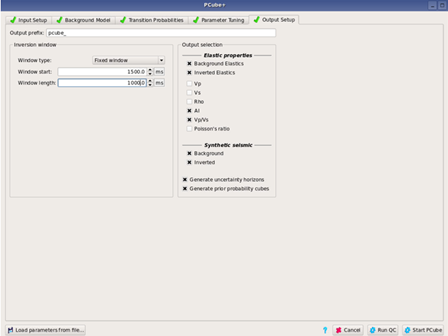 PCube+
Input Setup
Background Model
Transition Probabilities
Parameter Tuning
Output Setup
Output prefix: pcube_
Inversion window
Window type: Fixed window
Window start: 1500.0 ms
Window length: 1000.0 ms
Output selection
Elastic properties
Background Elastics
Inverted Elastics
Vp
Vs
Rho
AI
Vp/Vs
Poisson's ratio
Synthetic seismic
Background
Inverted
Generate uncertainty horizons
Generate prior probability cubes
Load parameters from file...
?
Cancel
Run QC
Start PCube